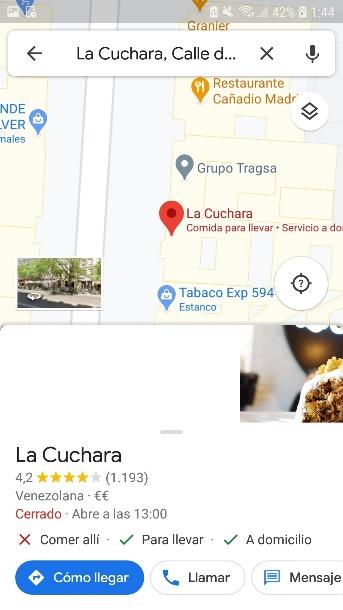 42% 1:44
Granier
La Cuchara, Calle d...
Restaurante
Cañadio Madri
NDE
LVER
nales
Grupo Tragsa
La Cuchara
Comida para llevar • Servicio a do
Tabaco Exp 594
Estanco
La Cuchara
4,2 (1.193)
Venezolana · €€
Cerrado · Abre a las 13:00
Comer allí · Para llevar · A domicilio
Cómo llegar Llamar Mensaje